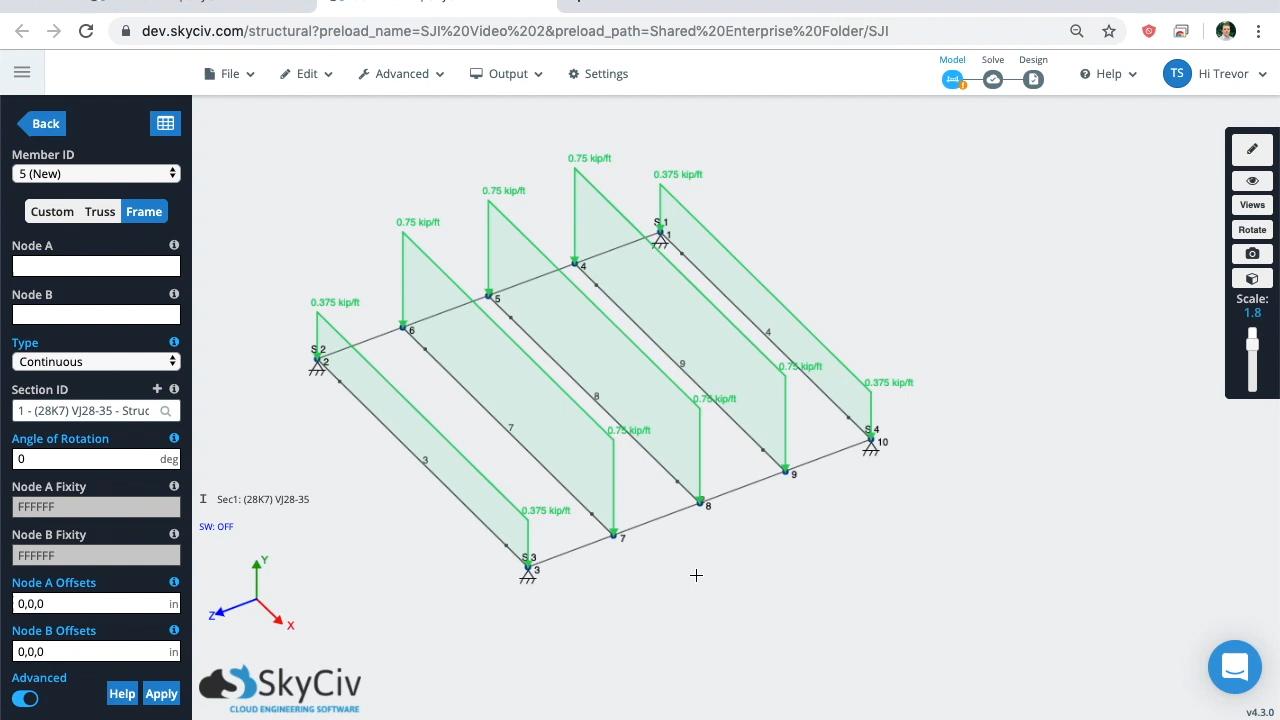 dev.skyciv.com/structural?preload_name=SJI%20Video%202&preload_path=Shared%20Enterprise%20Folder/SJI
File
Edit
Advanced
Output
Settings
Model
Solve
Design
Help
TS
Hi Trevor
Back
Member ID
5 (New)
Custom
Truss
Frame
Node A
Node B
Type
Continuous
Section ID
1 - (28K7) VJ28-35 - Struc
Angle of Rotation
0
deg
Node A Fixity
FFFFFF
Node B Fixity
FFFFFF
Node A Offsets
0,0,0
in
Node B Offsets
0,0,0
in
Advanced
Help
Apply
0.75 kip/ft
0.375 kip/ft
0.75 kip/ft
0.75 kip/ft
0.375 kip/ft
S 1
1
4
5
6
S 2
2
4
9
8
7
3
0.75 kip/ft
0.375 kip/ft
0.75 kip/ft
0.75 kip/ft
0.375 kip/ft
S 4
10
9
8
7
S 3
3
Sec1: (28K7) VJ28-35
SW: OFF
Y
Z
X
SkyCiv
CLOUD ENGINEERING SOFTWARE
Views
Rotate
Scale:
1.8
v4.3.0